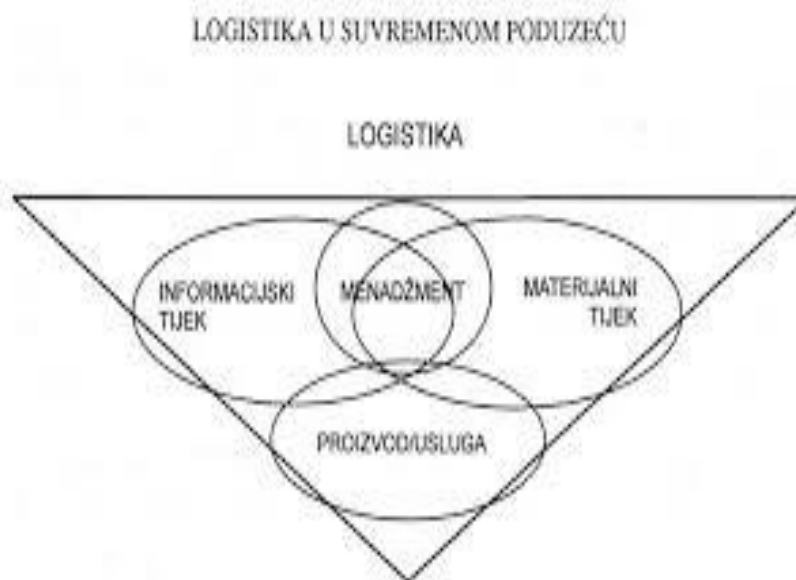 LOGISTIKA U SUVREMENOM PODUZEĆU
LOGISTIKA
INFORMACIJSKI
TIJEK
MENADŽMENT
MATERIJALNI
TIJEK
PROIZVOD/USLUGA